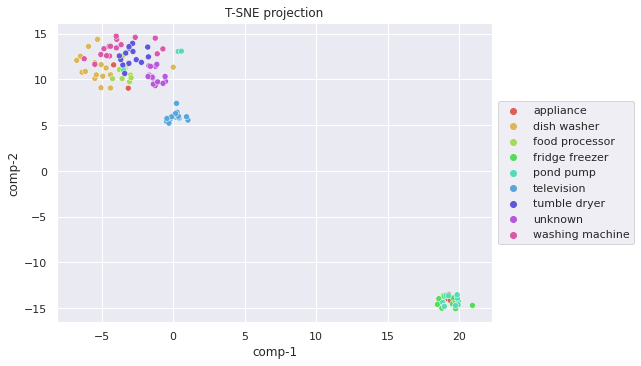 T-SNE projection
15
10
5
0
−5
−10
−15
comp-2
−5
0
5
10
15
20
comp-1
appliance
dish washer
food processor
fridge freezer
pond pump
television
tumble dryer
unknown
washing machine